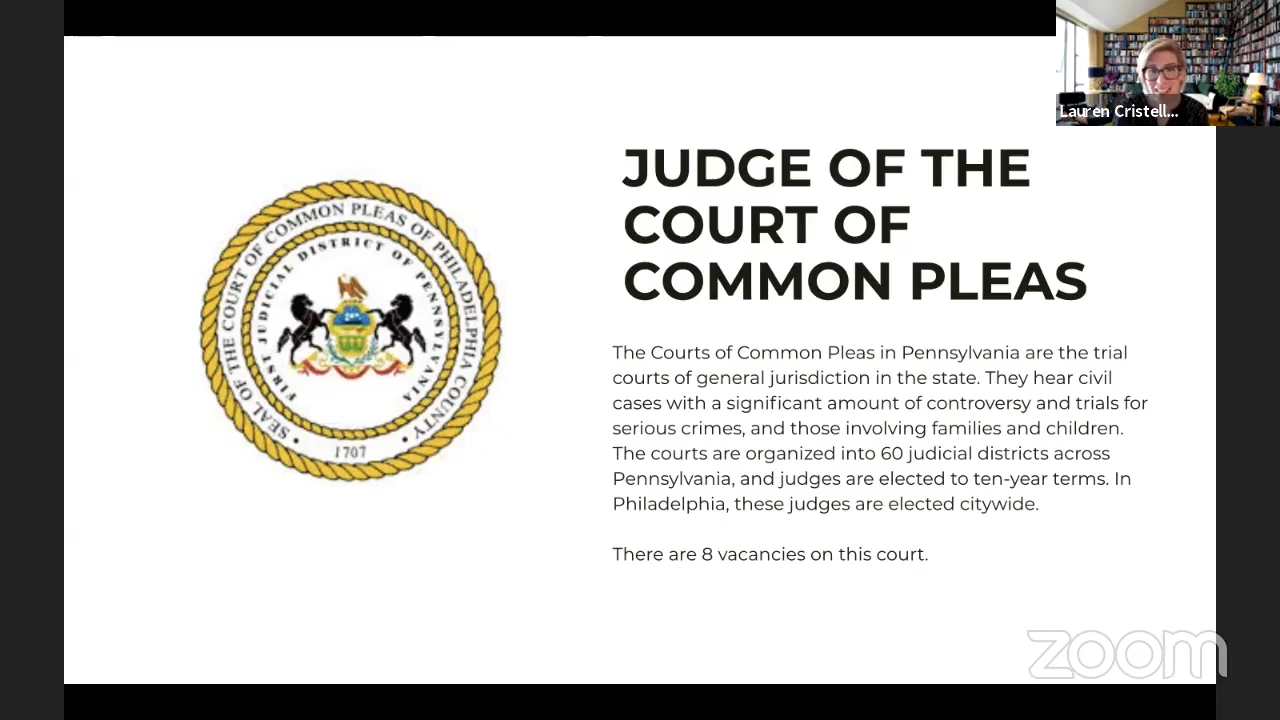 Lauren Cristell...
JUDGE OF THE
COURT OF
COMMON PLEAS
SEAL OF THE COURT OF COMMON PLEAS OF PHILADELPHIA COUNTY
FIRST JUDICIAL DISTRICT OF PENNSYLVANIA
1707
The Courts of Common Pleas in Pennsylvania are the trial
courts of general jurisdiction in the state. They hear civil
cases with a significant amount of controversy and trials for
serious crimes, and those involving families and children.
The courts are organized into 60 judicial districts across
Pennsylvania, and judges are elected to ten-year terms. In
Philadelphia, these judges are elected citywide.
There are 8 vacancies on this court.
zoom